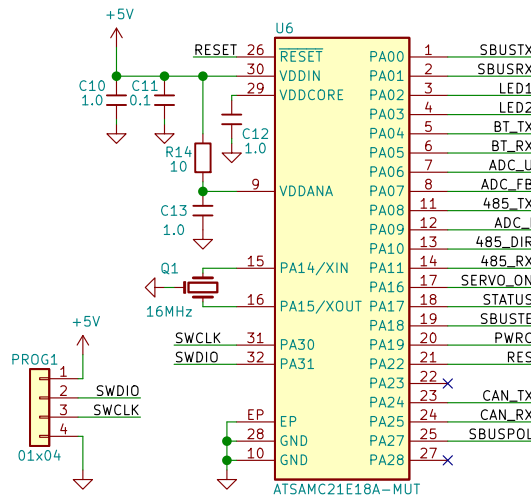 +5V
U6
RESET 26 RESET PA00 1 SBUSTX
30 VDDIN PA01 2 SBUSRX
C10 1.0
C11 0.1
29 VDDCORE PA02 3 LED1
PA03 4 LED2
C12 1.0
PA04 5 BT_TX
R14 10
PA05 6 BT_RX
PA06 7 ADC_U
9 VDDANA PA07 8 ADC_FB
C13 1.0
PA08 11 485_TX
PA09 12 ADC_
PA10 13 485_DIR
Q1 16MHz
15 PA14/XIN PA11 14 485_RX
PA16 17 SERVO_ON
16 PA15/XOUT PA17 18 STATUS
PA18 19 SBUSTE
SWCLK 31 PA30 PA19 20 PWRC
SWDIO 32 PA31 PA22 21 RES
PA23 22
PA24 23 CAN_TX
EP EP PA25 24 CAN_RX
28 GND PA27 25 SBUSPOL
10 GND PA28 27
ATSAMC21E18A-MUT
+5V
PROG1
1
2 SWDIO
3 SWCLK
4
01x04